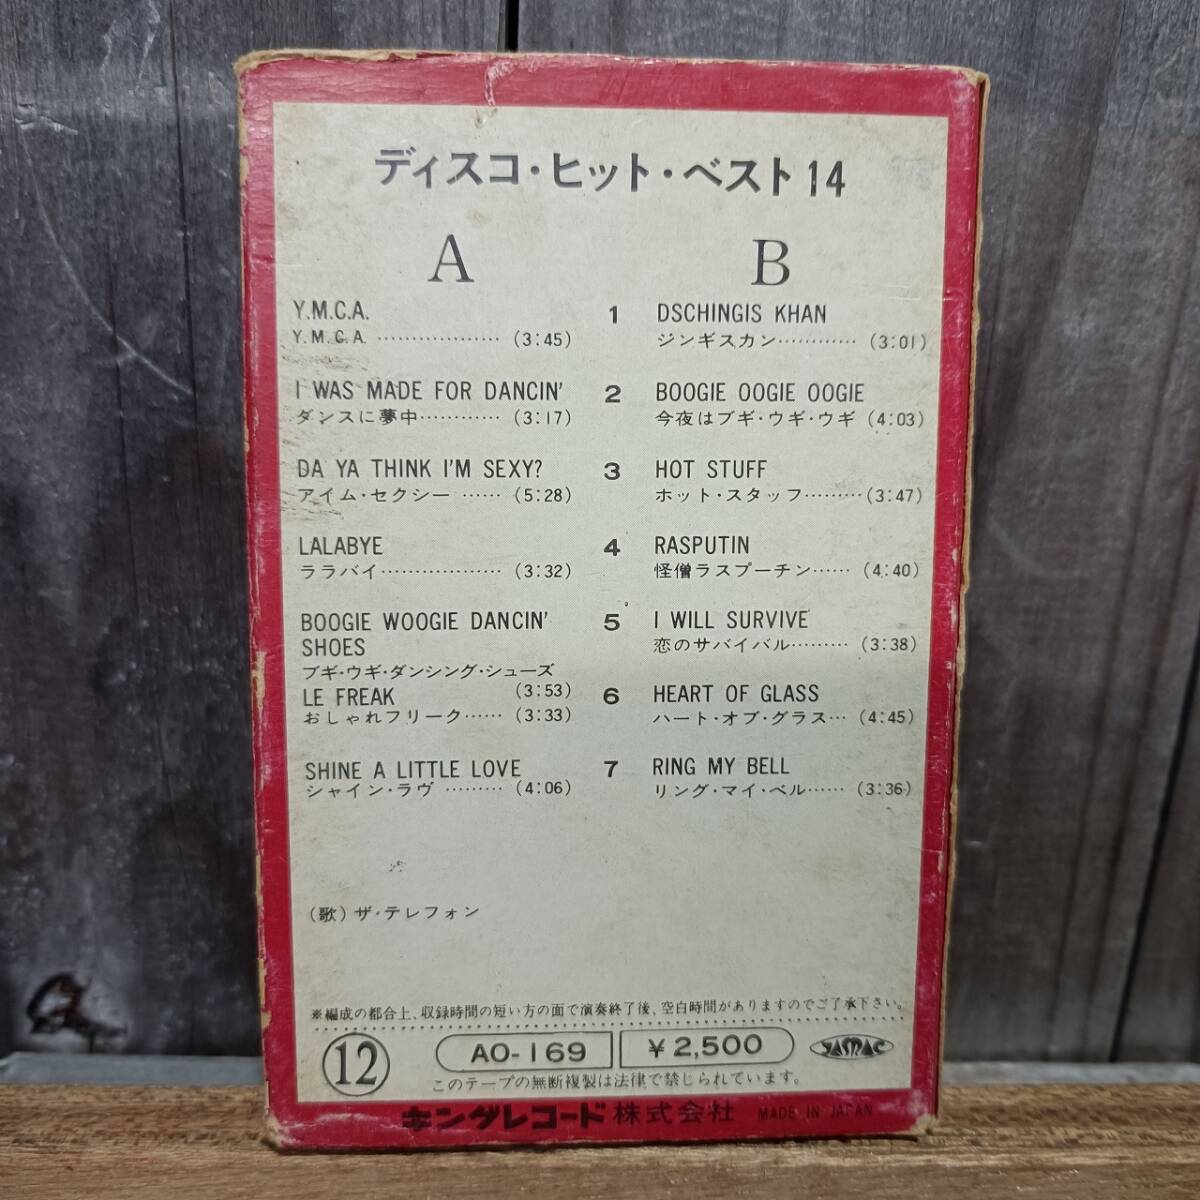 ディスコ・ヒット・ベスト14
A
B
Y.M.C.A.
Y.M.C.A. ……………… (3:45)
I WAS MADE FOR DANCIN'
ダンスに夢中………… (3:17)
DA YA THINK I'M SEXY?
アイム・セクシー …… (5:28)
LALABYE
ララバイ……………… (3:32)
BOOGIE WOOGIE DANCIN'
SHOES
ブギ・ウギ・ダンシング・シューズ
(3:53)
LE FREAK
おしゃれフリーク…… (3:33)
SHINE A LITTLE LOVE
シャイン・ラヴ ……… (4:06)
1
2
3
4
5
6
7
DSCHINGIS KHAN
ジンギスカン………… (3:01)
BOOGIE OOGIE OOGIE
今夜はブギ・ウギ・ウギ (4:03)
HOT STUFF
ホット・スタッフ………(3:47)
RASPUTIN
怪僧ラスプーチン…… (4:40)
I WILL SURVIVE
恋のサバイバル……… (3:38)
HEART OF GLASS
ハート・オブ・グラス… (4:45)
RING MY BELL
リング・マイ・ベル…… (3:36)
(歌) ザ・テレフォン
※編成の都合上、収録時間の短い方の面で演奏終了後、空白時間がありますのでご了承下さい。
12
AO-169
¥2,500
このテープの無断複製は法律で禁じられています。
キングレコード株式会社 MADE IN JAPAN